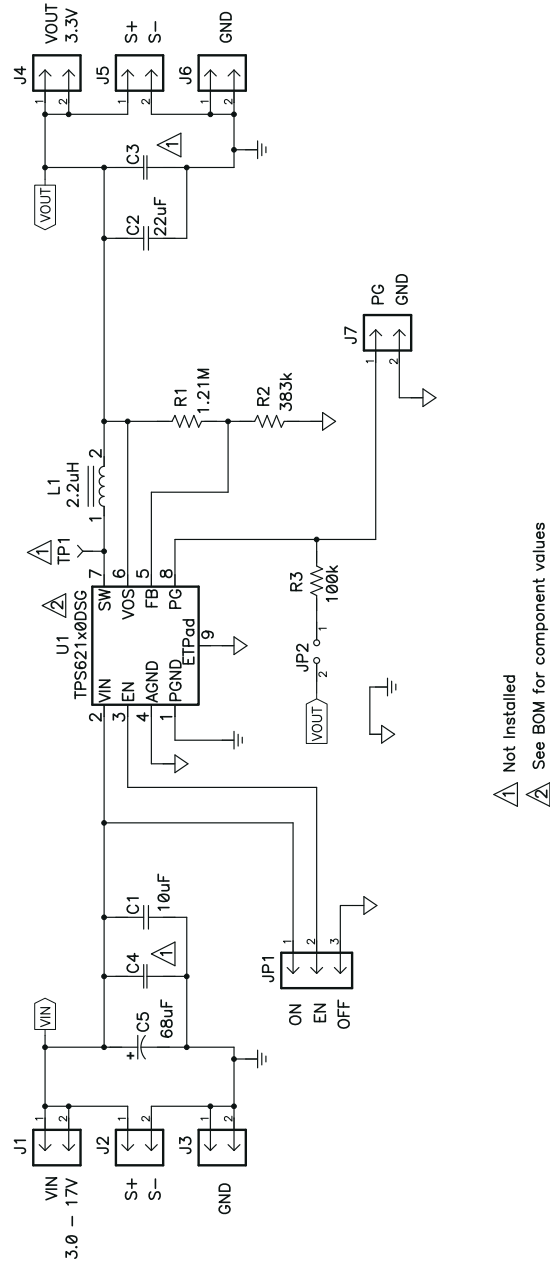 J1
VIN
3.0 - 17V
1
2
J2
S+
S-
1
2
J3
GND
1
2
VIN
C5
68uF
+
C4
1
C1
10uF
JP1
ON
EN
OFF
1
2
3
U1
TPS621x0DSG
2
2
VIN
3
EN
4
AGND
1
PGND
SW
7
VOS
6
FB
5
PG
8
ETPad
9
1
TP1
L1
2.2uH
1
2
R1
1.21M
R2
383k
R3
100k
JP2
1
2
VOUT
C2
22uF
C3
1
VOUT
J4
VOUT
3.3V
1
2
J5
S+
S-
1
2
J6
GND
1
2
J7
PG
GND
1
2
1 Not Installed
2 See BOM for component values